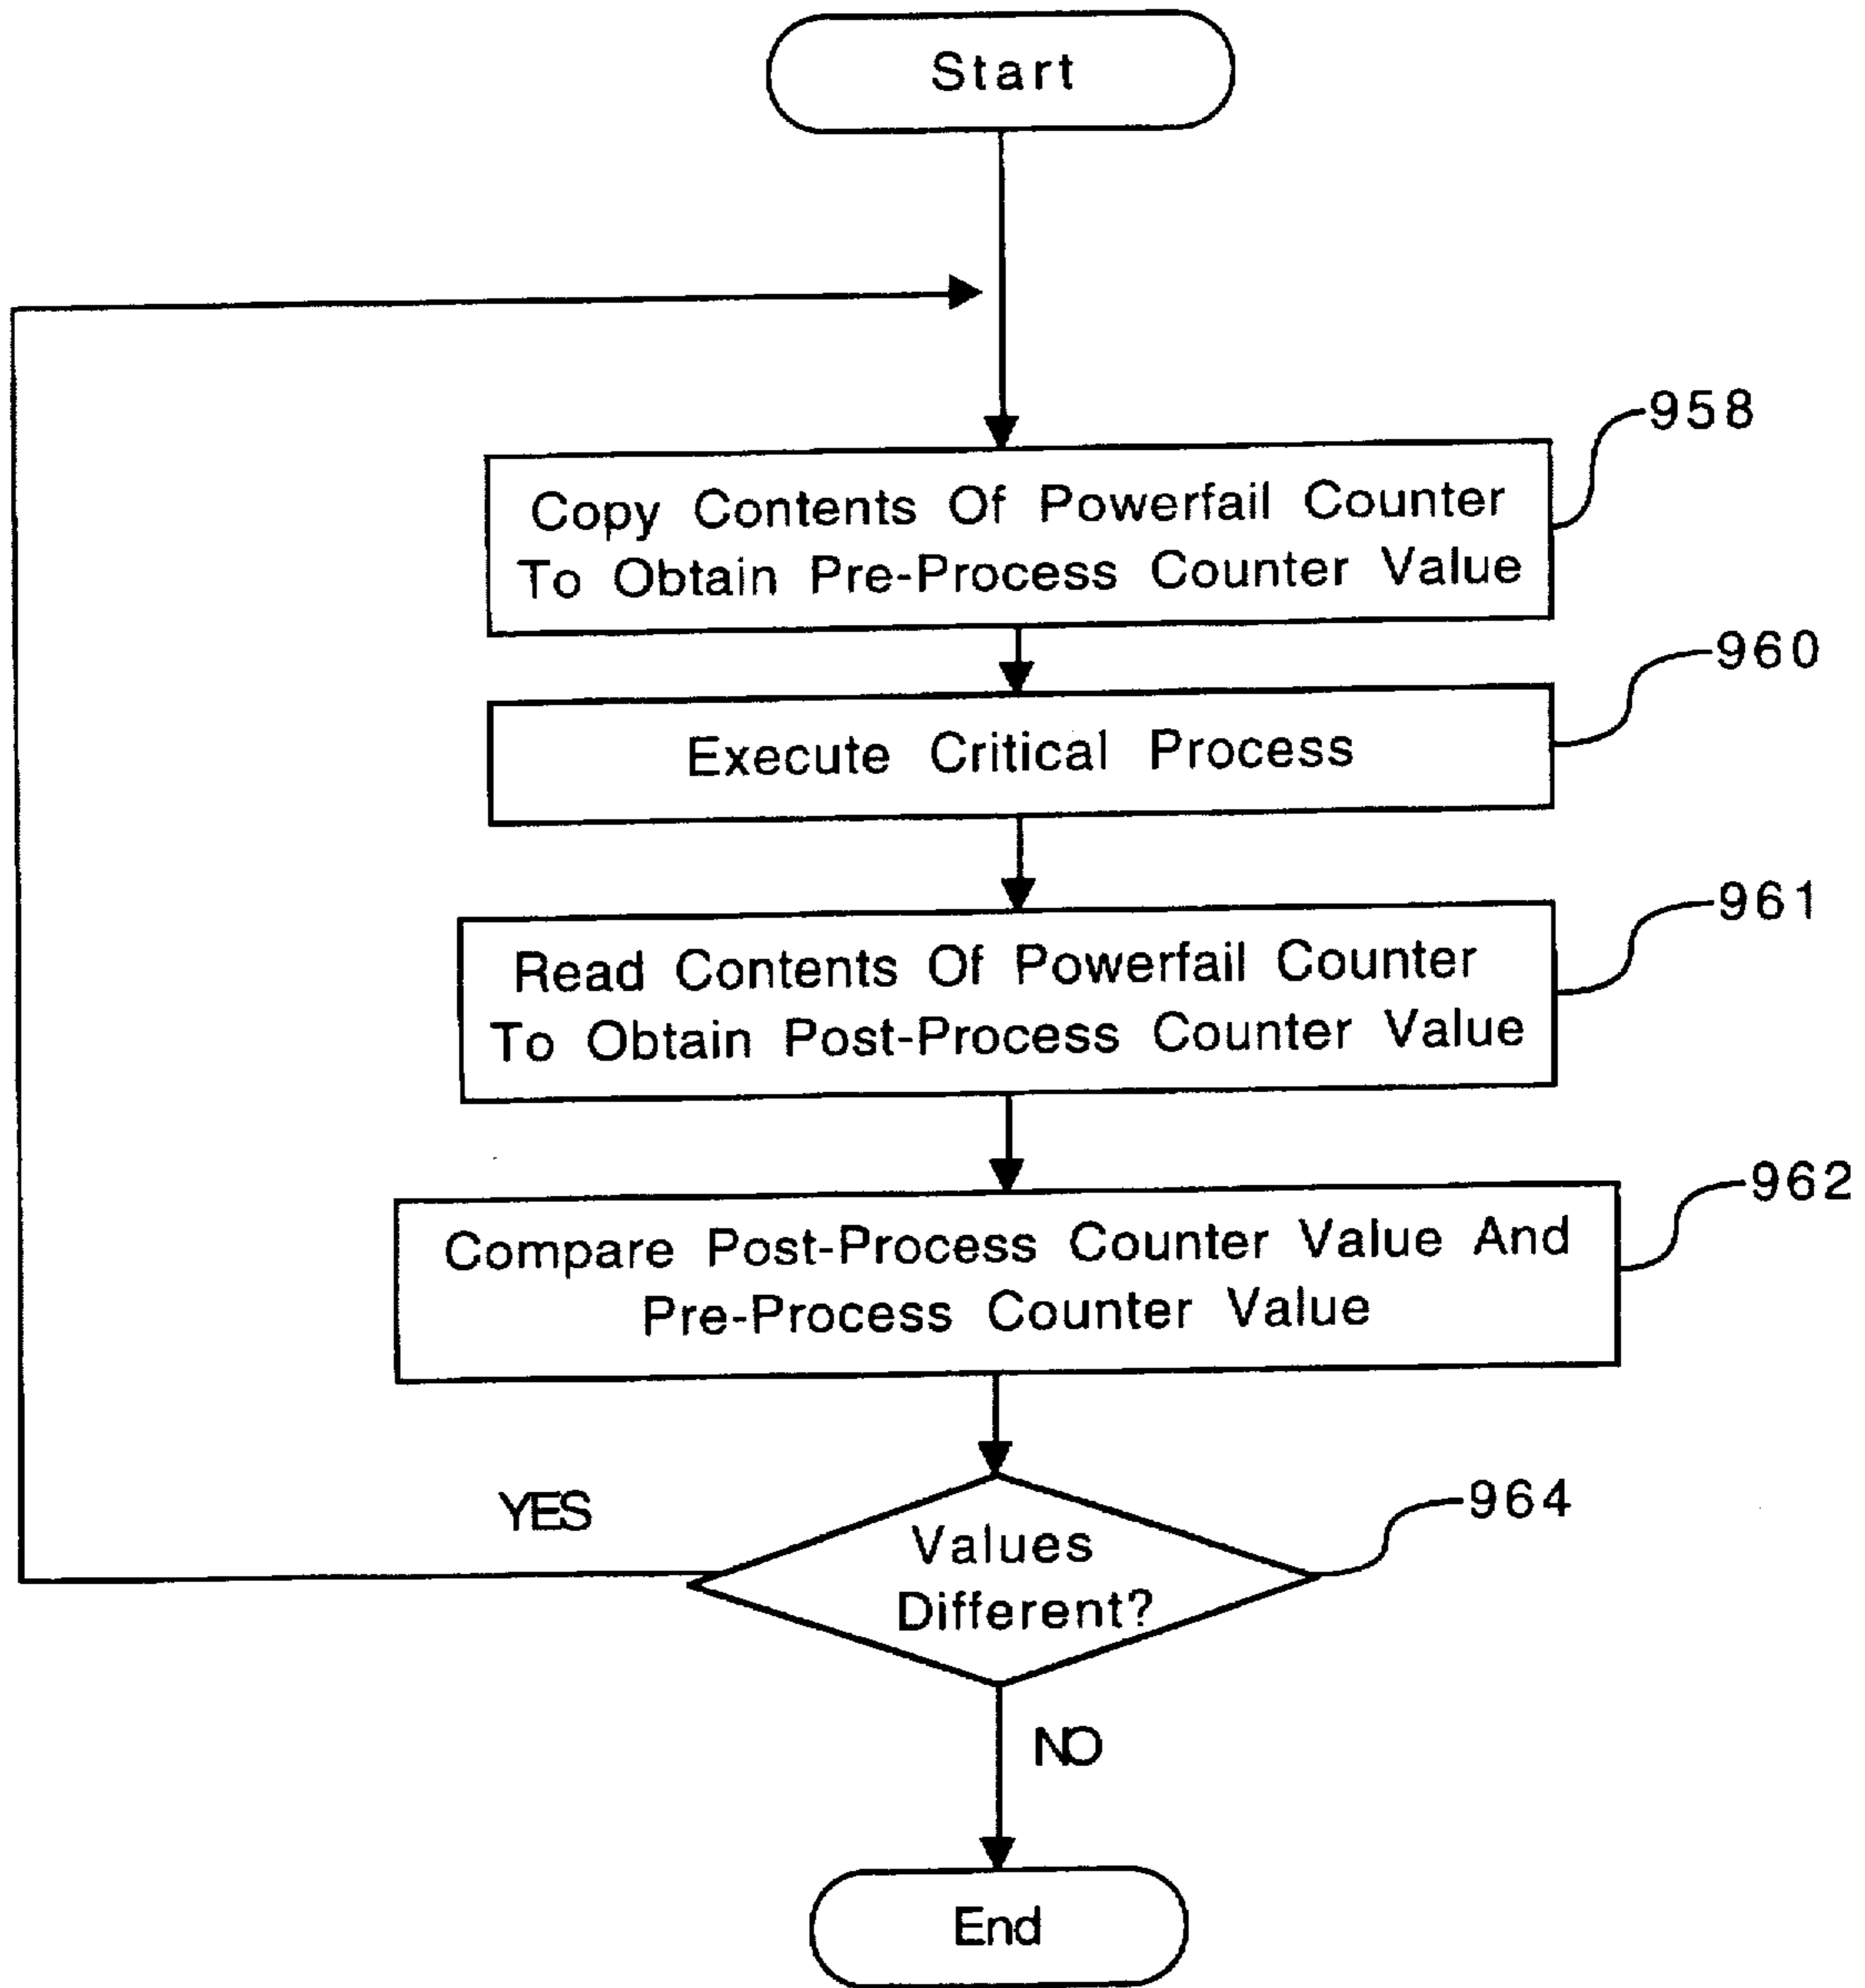 Start
958
Copy Contents Of Powerfail Counter
To Obtain Pre-Process Counter Value
960
Execute Critical Process
961
Read Contents Of Powerfail Counter
To Obtain Post-Process Counter Value
962
Compare Post-Process Counter Value And
Pre-Process Counter Value
YES
964
Values
Different?
NO
End